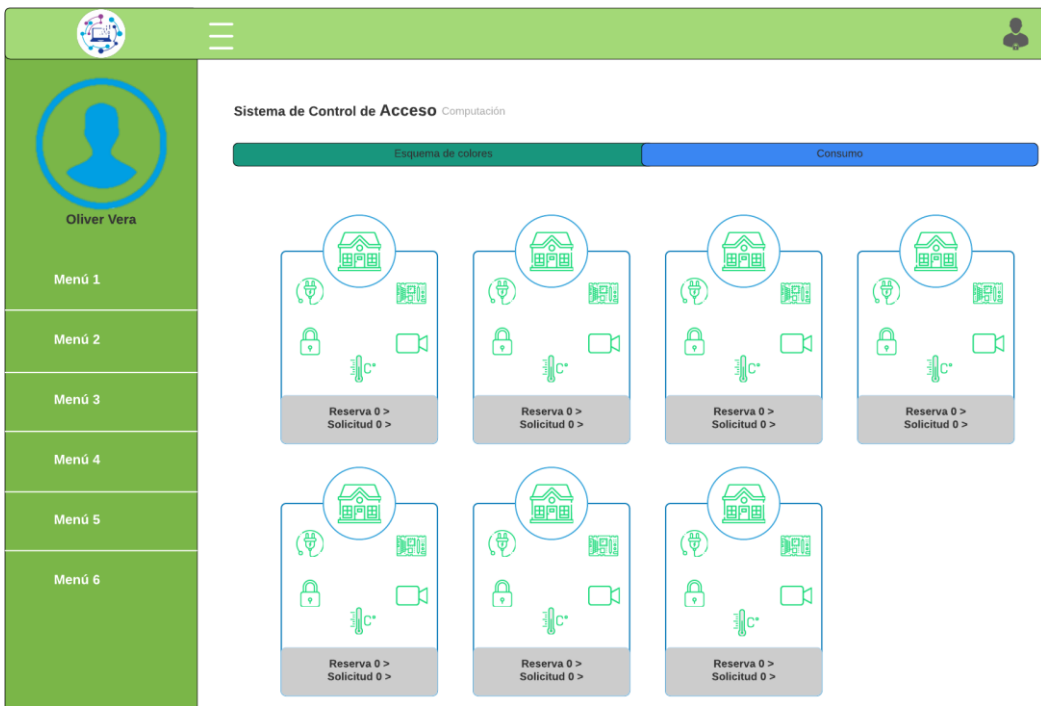 Sistema de Control de Acceso Computación
Esquema de colores
Consumo
Oliver Vera
Menú 1
Menú 2
Menú 3
Menú 4
Menú 5
Menú 6
C°
Reserva 0 >
Solicitud 0 >
C°
Reserva 0 >
Solicitud 0 >
C°
Reserva 0 >
Solicitud 0 >
C°
Reserva 0 >
Solicitud 0 >
C°
Reserva 0 >
Solicitud 0 >
C°
Reserva 0 >
Solicitud 0 >
C°
Reserva 0 >
Solicitud 0 >